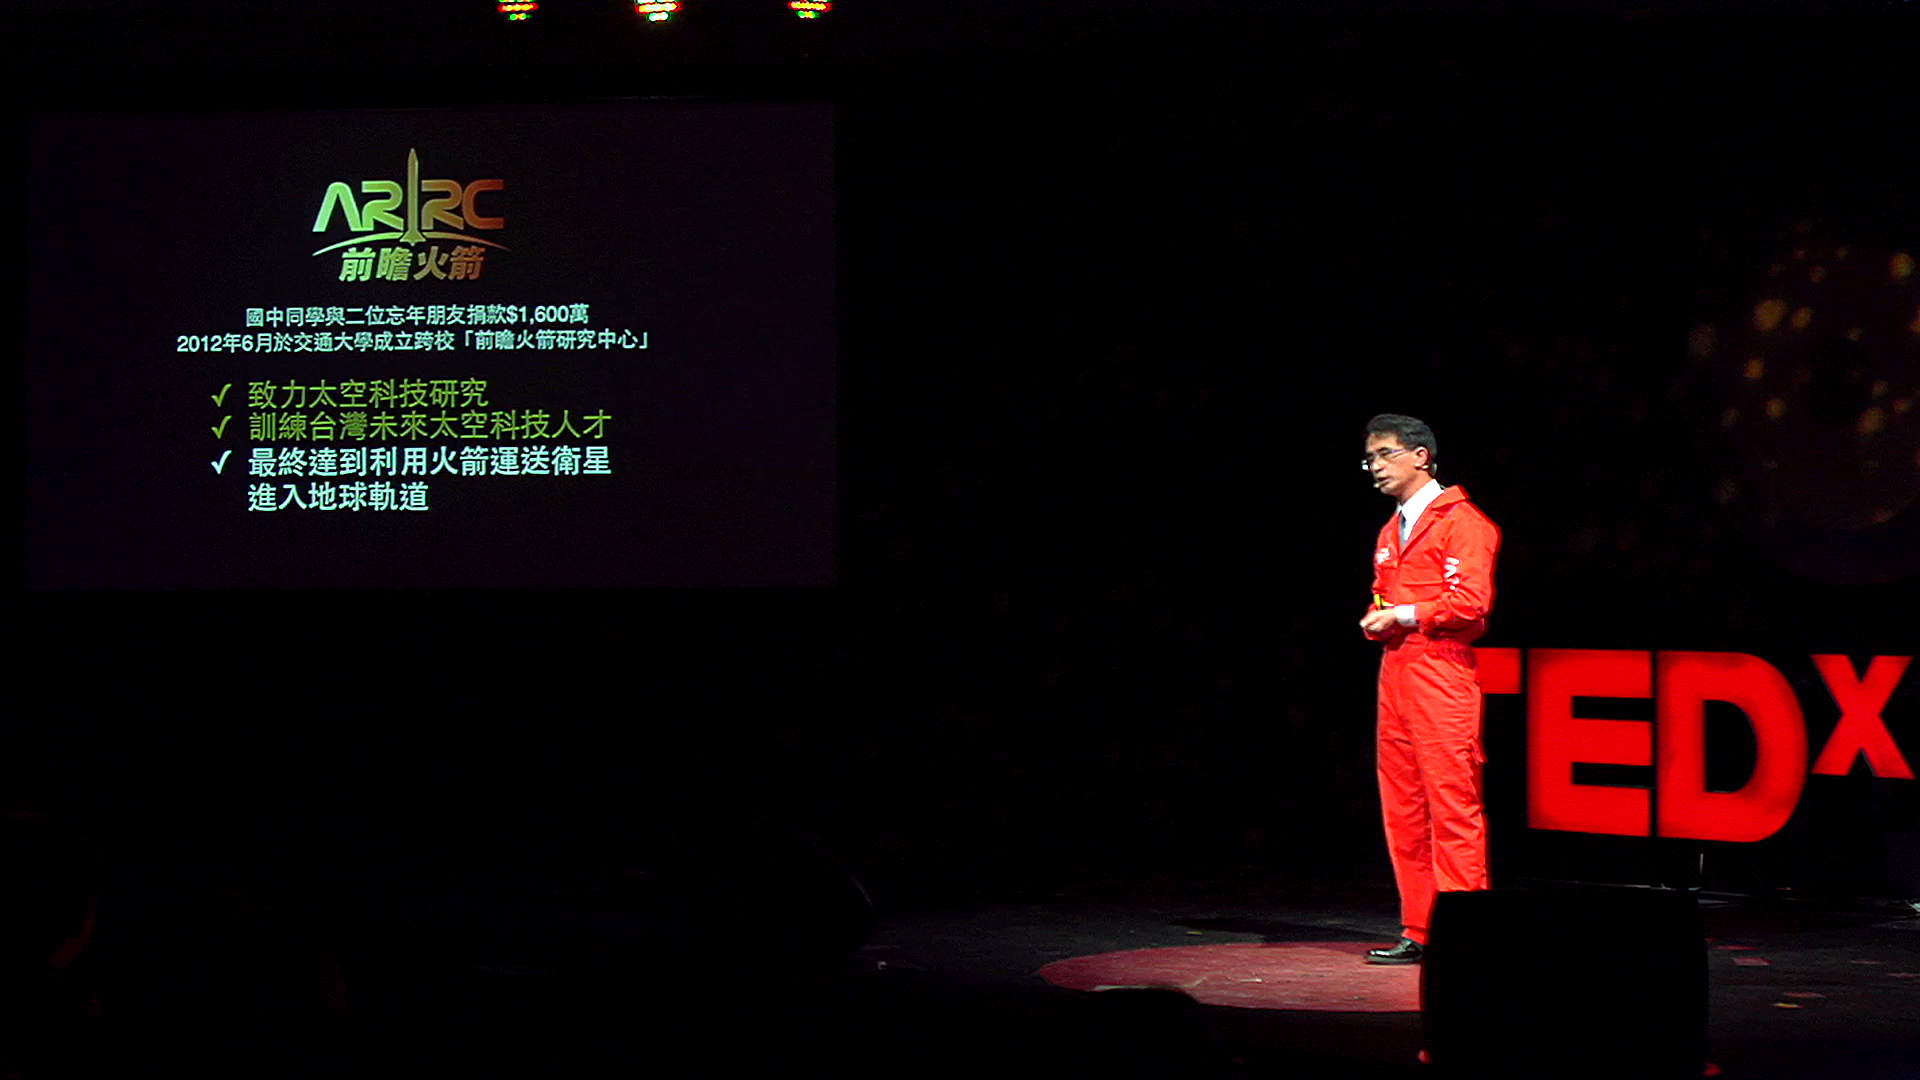 ARRC
前瞻火箭
國中同學與二位忘年朋友捐款$1,600萬
2012年6月於交通大學成立跨校「前瞻火箭研究中心」
✓ 致力太空科技研究
✓ 訓練台灣未來太空科技人才
✓ 最終達到利用火箭運送衛星
進入地球軌道
TEDx